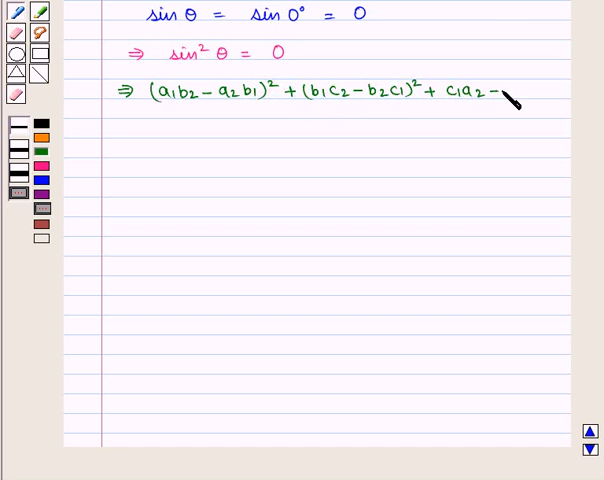 sin θ = sin 0° = 0
⇒ sin² θ = 0
⇒ (a₁b₂ − a₂b₁)² + (b₁c₂ − b₂c₁)² + c₁a₂ −